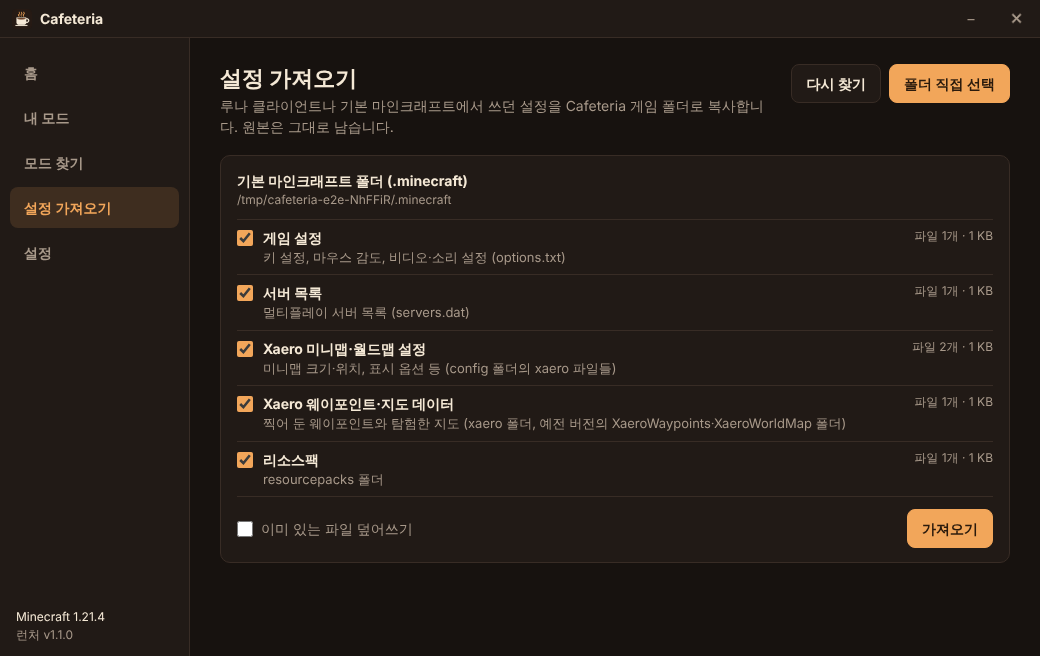 Cafeteria
홈
내 모드
모드 찾기
설정 가져오기
설정
Minecraft 1.21.4
런처 v1.1.0
설정 가져오기
루나 클라이언트나 기본 마인크래프트에서 쓰던 설정을 Cafeteria 게임 폴더로 복사합니
다. 원본은 그대로 남습니다.
다시 찾기
폴더 직접 선택
기본 마인크래프트 폴더 (.minecraft)
/tmp/cafeteria-e2e-NhFFiR/.minecraft
게임 설정
파일 1개 · 1 KB
키 설정, 마우스 감도, 비디오·소리 설정 (options.txt)
서버 목록
파일 1개 · 1 KB
멀티플레이 서버 목록 (servers.dat)
Xaero 미니맵·월드맵 설정
파일 2개 · 1 KB
미니맵 크기·위치, 표시 옵션 등 (config 폴더의 xaero 파일들)
Xaero 웨이포인트·지도 데이터
파일 1개 · 1 KB
찍어 둔 웨이포인트와 탐험한 지도 (xaero 폴더, 예전 버전의 XaeroWaypoints·XaeroWorldMap 폴더)
리소스팩
파일 1개 · 1 KB
resourcepacks 폴더
이미 있는 파일 덮어쓰기
가져오기